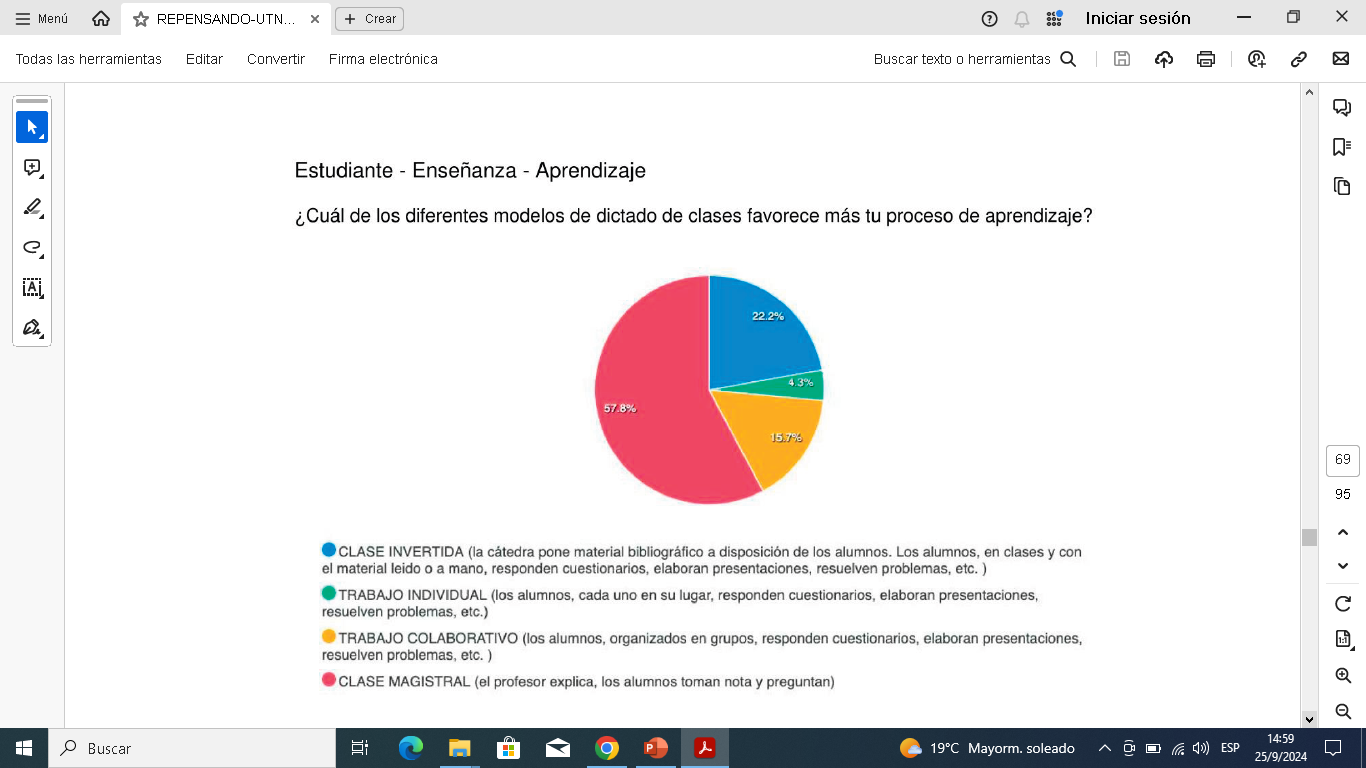 Menú
REPENSANDO-UTN...
Crear
Iniciar sesión
Todas las herramientas
Editar
Convertir
Firma electrónica
Buscar texto o herramientas
Estudiante - Enseñanza - Aprendizaje
¿Cuál de los diferentes modelos de dictado de clases favorece más tu proceso de aprendizaje?
22.2%
4.3%
57.8%
15.7%
CLASE INVERTIDA (la cátedra pone material bibliográfico a disposición de los alumnos. Los alumnos, en clases y con
el material leido o a mano, responden cuestionarios, elaboran presentaciones, resuelven problemas, etc. )
TRABAJO INDIVIDUAL (los alumnos, cada uno en su lugar, responden cuestionarios, elaboran presentaciones,
resuelven problemas, etc.)
TRABAJO COLABORATIVO (los alumnos, organizados en grupos, responden cuestionarios, elaboran presentaciones,
resuelven problemas, etc. )
CLASE MAGISTRAL (el profesor explica, los alumnos toman nota y preguntan)
69
95
1:1
Buscar
19°C Mayorm. soleado
ESP
14:59
25/9/2024